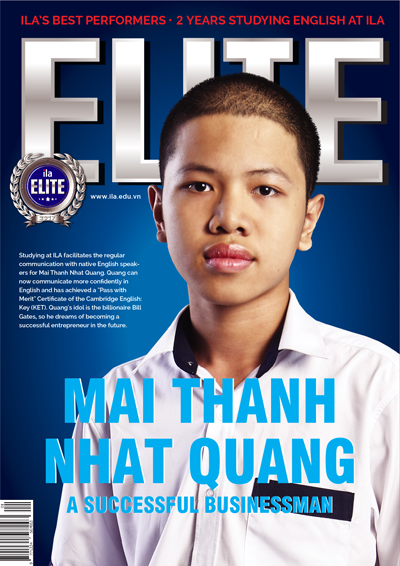 ILA'S BEST PERFORMERS • 2 YEARS STUDYING ENGLISH AT ILA
ELITE
ila
ELITE
2012
www.ila.edu.vn
Studying at ILA facilitates the regular
communication with native English speak-
ers for Mai Thanh Nhat Quang. Quang can
now communicate more confidently in
English and has achieved a "Pass with
Merit" Certificate of the Cambridge English:
Key (KET). Quang's idol is the billionaire Bill
Gates, so he dreams of becoming a
successful entrepreneur in the future.
MAI THANH
NHAT QUANG
A SUCCESSFUL BUSINESSMAN